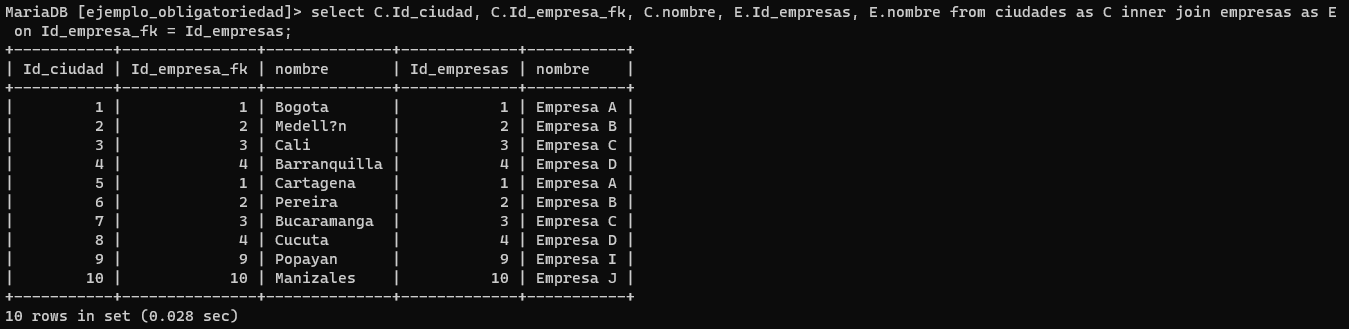 MariaDB [ejemplo_obligatoriedad]> select C.Id_ciudad, C.Id_empresa_fk, C.nombre, E.Id_empresas, E.nombre from ciudades as C inner join empresas as E
 on Id_empresa_fk = Id_empresas;
+-----------+---------------+--------------+-------------+-----------+
| Id_ciudad | Id_empresa_fk | nombre       | Id_empresas | nombre    |
+-----------+---------------+--------------+-------------+-----------+
|         1 |             1 | Bogota       |           1 | Empresa A |
|         2 |             2 | Medell?n     |           2 | Empresa B |
|         3 |             3 | Cali         |           3 | Empresa C |
|         4 |             4 | Barranquilla |           4 | Empresa D |
|         5 |             1 | Cartagena    |           1 | Empresa A |
|         6 |             2 | Pereira      |           2 | Empresa B |
|         7 |             3 | Bucaramanga  |           3 | Empresa C |
|         8 |             4 | Cucuta       |           4 | Empresa D |
|         9 |             9 | Popayan      |           9 | Empresa I |
|        10 |            10 | Manizales    |          10 | Empresa J |
+-----------+---------------+--------------+-------------+-----------+
10 rows in set (0.028 sec)